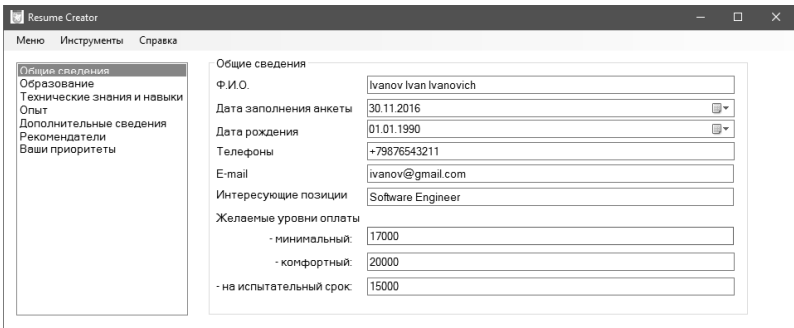 Resume Creator
Меню Инструменты Справка
Общие сведения
Образование
Технические знания и навыки
Опыт
Дополнительные сведения
Рекомендатели
Ваши приоритеты
Общие сведения
Ф.И.О. Ivanov Ivan Ivanovich
Дата заполнения анкеты 30.11.2016
Дата рождения 01.01.1990
Телефоны +79876543211
E-mail ivanov@gmail.com
Интересующие позиции Software Engineer
Желаемые уровни оплаты
- минимальный: 17000
- комфортный: 20000
- на испытательный срок: 15000